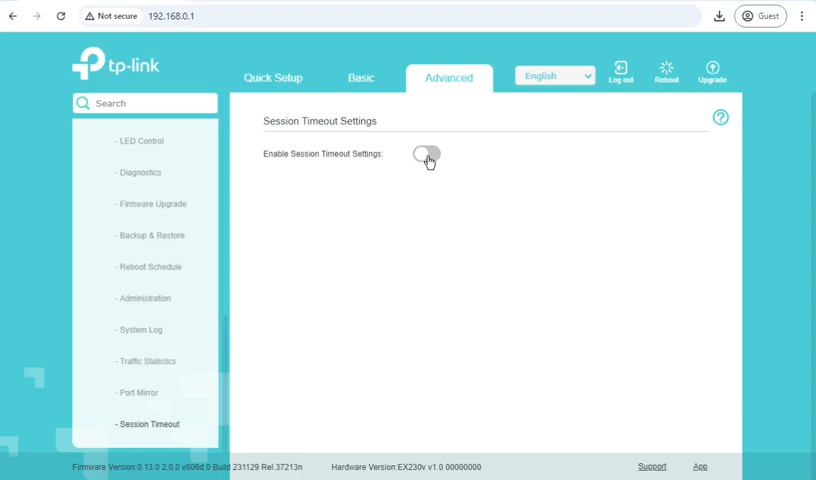 Not secure
192.168.0.1
Guest
tp-link
Quick Setup
Basic
Advanced
English
Log out
Reboot
Upgrade
Search
Session Timeout Settings
?
Enable Session Timeout Settings:
- LED Control
- Diagnostics
- Firmware Upgrade
- Backup & Restore
- Reboot Schedule
- Administration
- System Log
- Traffic Statistics
- Port Mirror
- Session Timeout
Firmware Version:0.13.0 2.0.0 v606d.0 Build 231129 Rel.37213n
Hardware Version:EX230v v1.0 00000000
Support
App